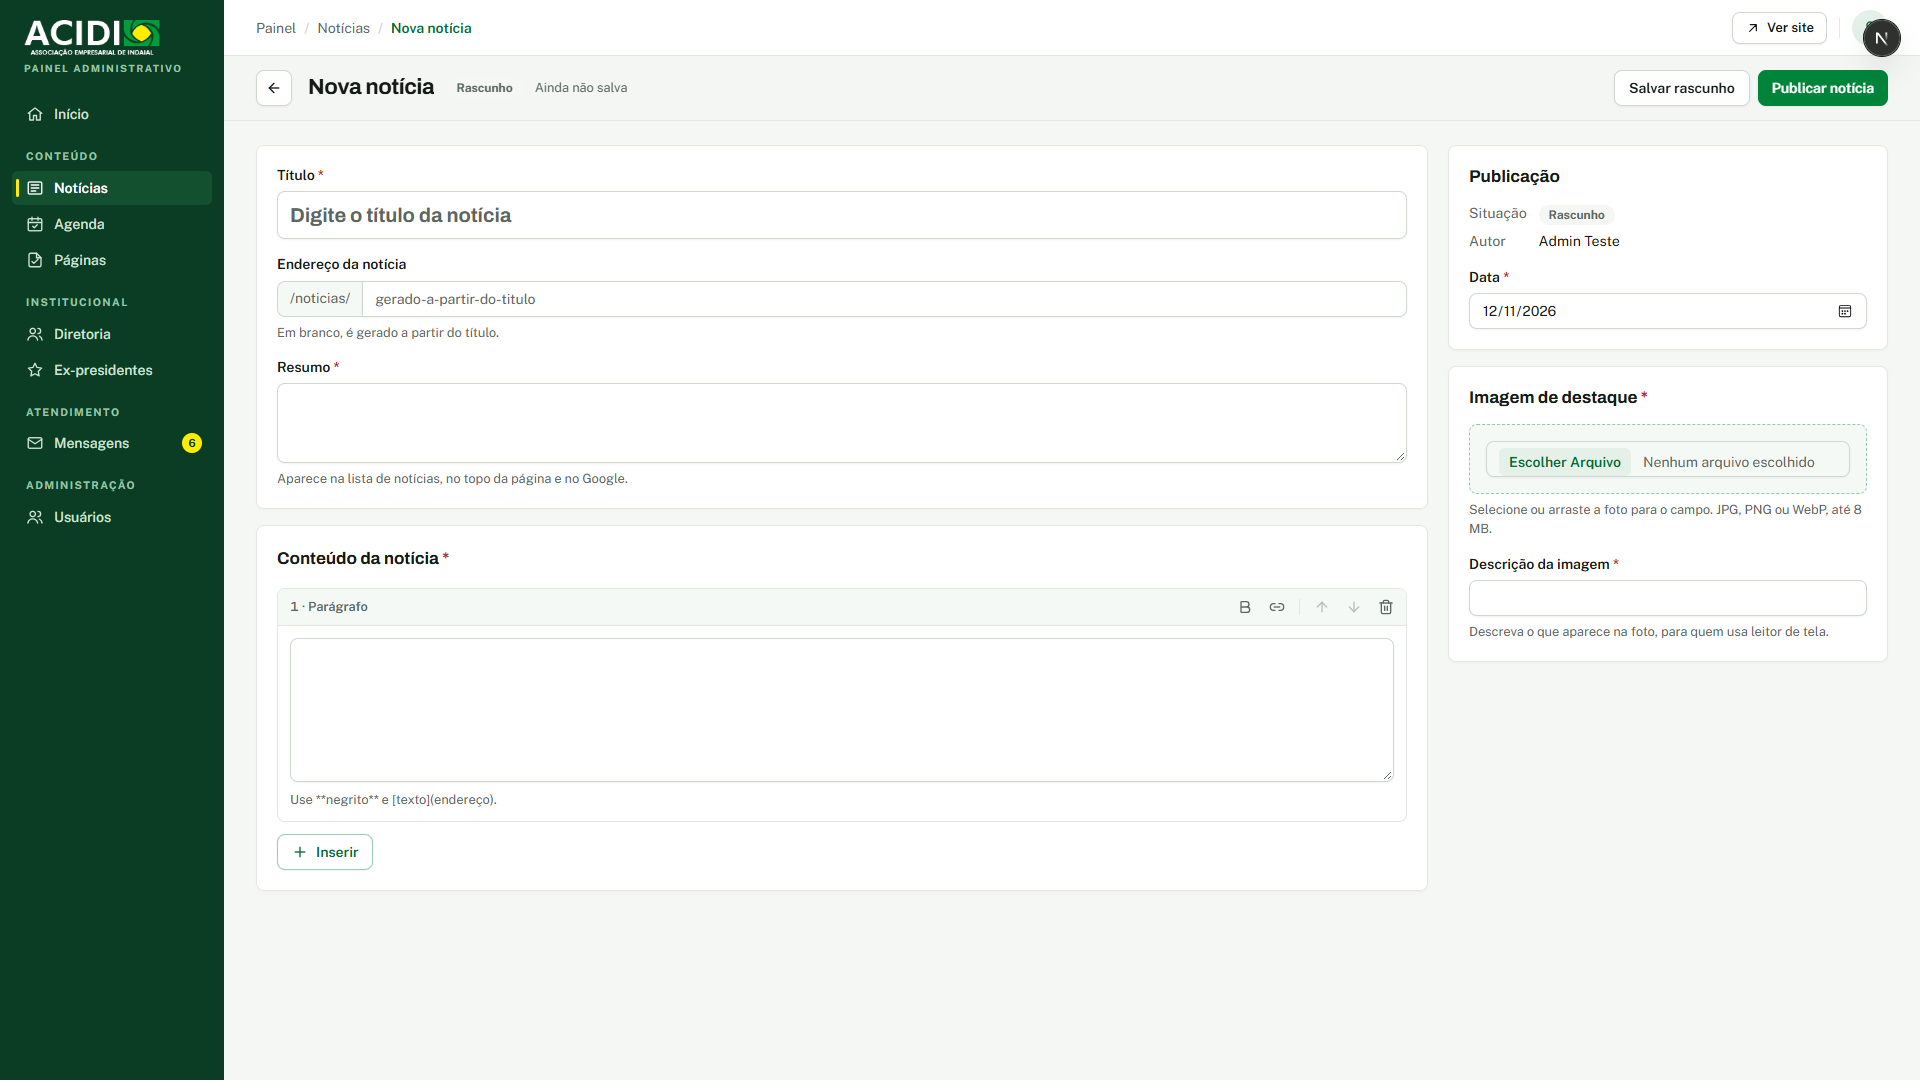 ACIDI
ASSOCIAÇÃO EMPRESARIAL DE INDAIAL
PAINEL ADMINISTRATIVO
Início
CONTEÚDO
Notícias
Agenda
Páginas
INSTITUCIONAL
Diretoria
Ex-presidentes
ATENDIMENTO
Mensagens 6
ADMINISTRAÇÃO
Usuários
Painel / Notícias / Nova notícia
Ver site
N
Nova notícia Rascunho Ainda não salva
Salvar rascunho
Publicar notícia
Título *
Digite o título da notícia
Endereço da notícia
/noticias/ gerado-a-partir-do-titulo
Em branco, é gerado a partir do título.
Resumo *
Aparece na lista de notícias, no topo da página e no Google.
Conteúdo da notícia *
1 · Parágrafo
B
Use **negrito** e [texto](endereço).
+ Inserir
Publicação
Situação Rascunho
Autor Admin Teste
Data *
12/11/2026
Imagem de destaque *
Escolher Arquivo Nenhum arquivo escolhido
Selecione ou arraste a foto para o campo. JPG, PNG ou WebP, até 8
MB.
Descrição da imagem *
Descreva o que aparece na foto, para quem usa leitor de tela.